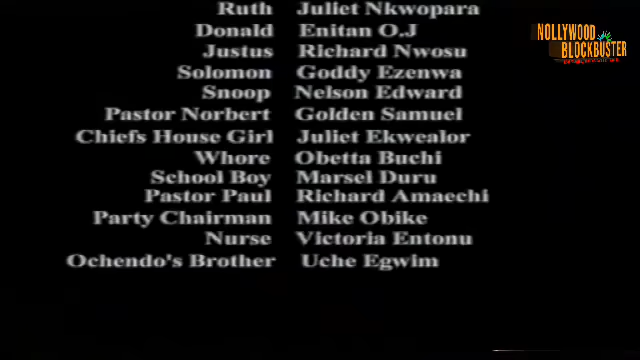 Ruth Juliet Nkwopara
Donald Enitan O.J
Justus Richard Nwosu
Solomon Goddy Ezenwa
Snoop Nelson Edward
Pastor Norbert Golden Samuel
Chiefs House Girl Juliet Ekwealor
Whore Obetta Buchi
School Boy Marsel Duru
Pastor Paul Richard Amaechi
Party Chairman Mike Obike
Nurse Victoria Entonu
Ochendo's Brother Uche Egwim
NOLLYWOOD
BLOCKBUSTER